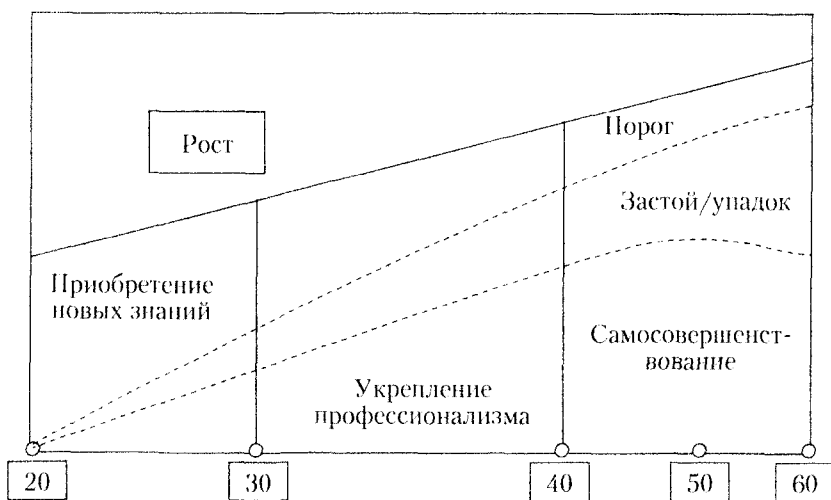 Рост
Порог
Застой/упадок
Приобретение
новых знаний
Самосовершенст-
вование
Укрепление
профессионализма
20
30
40
50
60